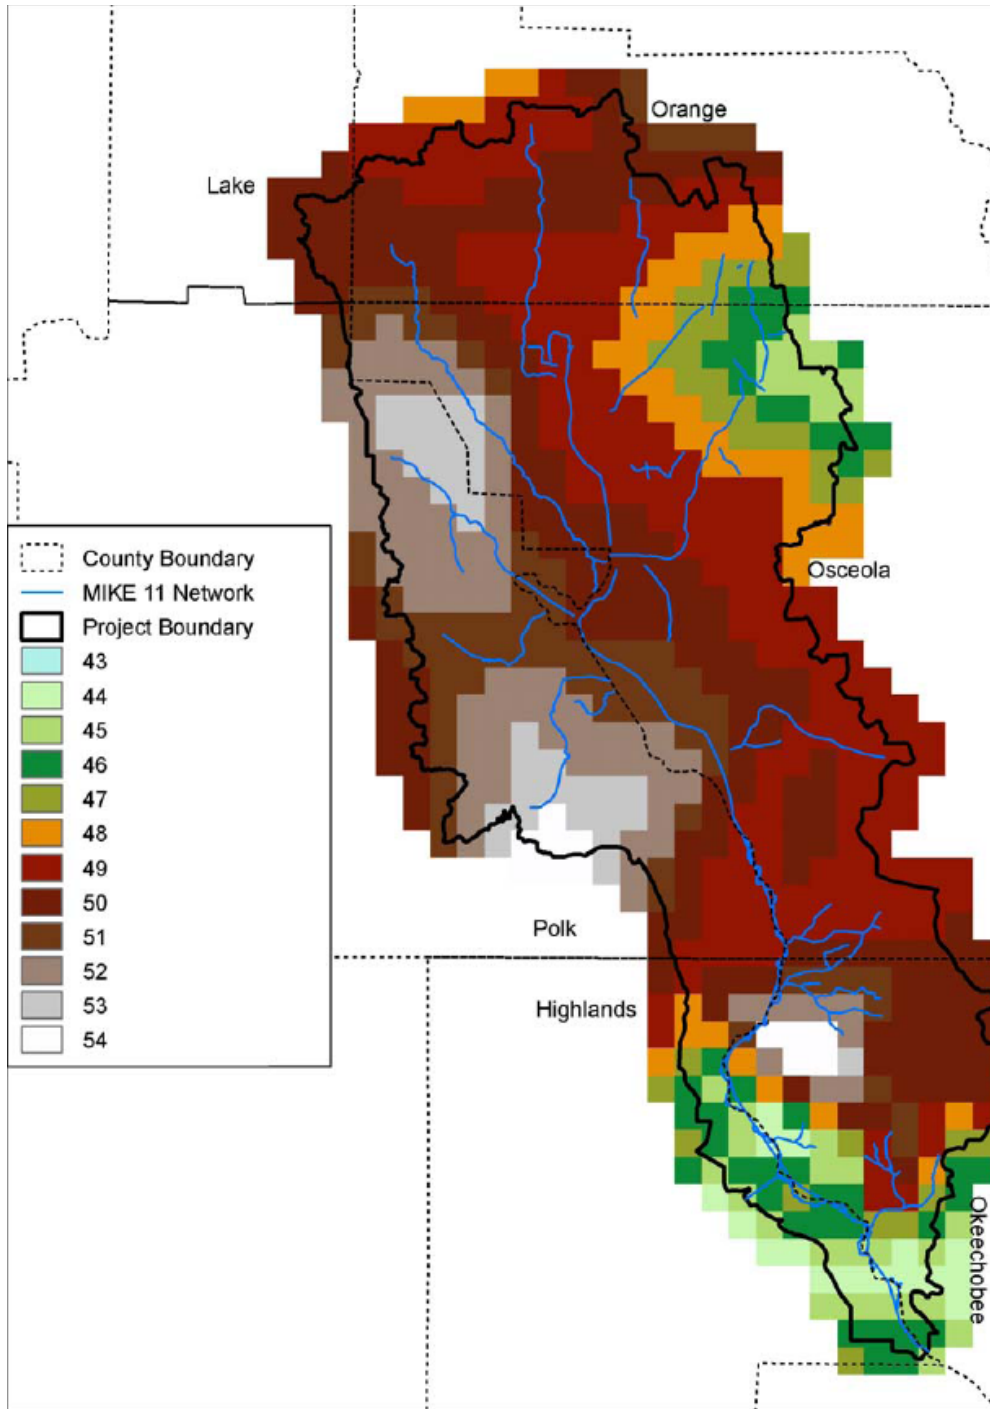 Orange
Lake
County Boundary
MIKE 11 Network
Project Boundary
43
44
45
46
47
48
49
50
51
52
53
54
Osceola
Polk
Highlands
Okeechobee